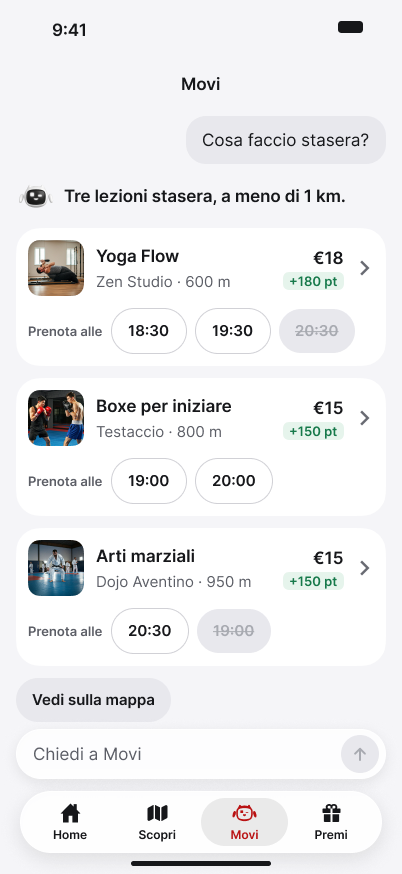 9:41
Movi
Cosa faccio stasera?
Tre lezioni stasera, a meno di 1 km.
Yoga Flow
€18
Zen Studio · 600 m
+180 pt
Prenota alle 18:30 19:30 20:30
Boxe per iniziare
€15
Testaccio · 800 m
+150 pt
Prenota alle 19:00 20:00
Arti marziali
€15
Dojo Aventino · 950 m
+150 pt
Prenota alle 20:30 19:00
Vedi sulla mappa
Chiedi a Movi
Home Scopri Movi Premi